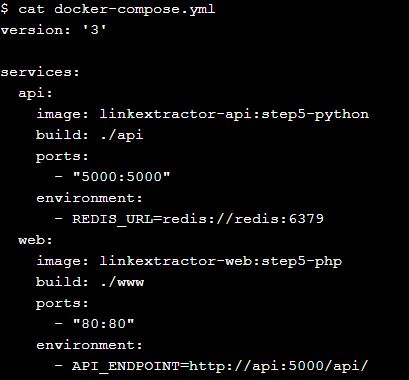 $ cat docker-compose.yml
version: '3'

services:
  api:
    image: linkextractor-api:step5-python
    build: ./api
    ports:
      - "5000:5000"
    environment:
      - REDIS_URL=redis://redis:6379
  web:
    image: linkextractor-web:step5-php
    build: ./www
    ports:
      - "80:80"
    environment:
      - API_ENDPOINT=http://api:5000/api/